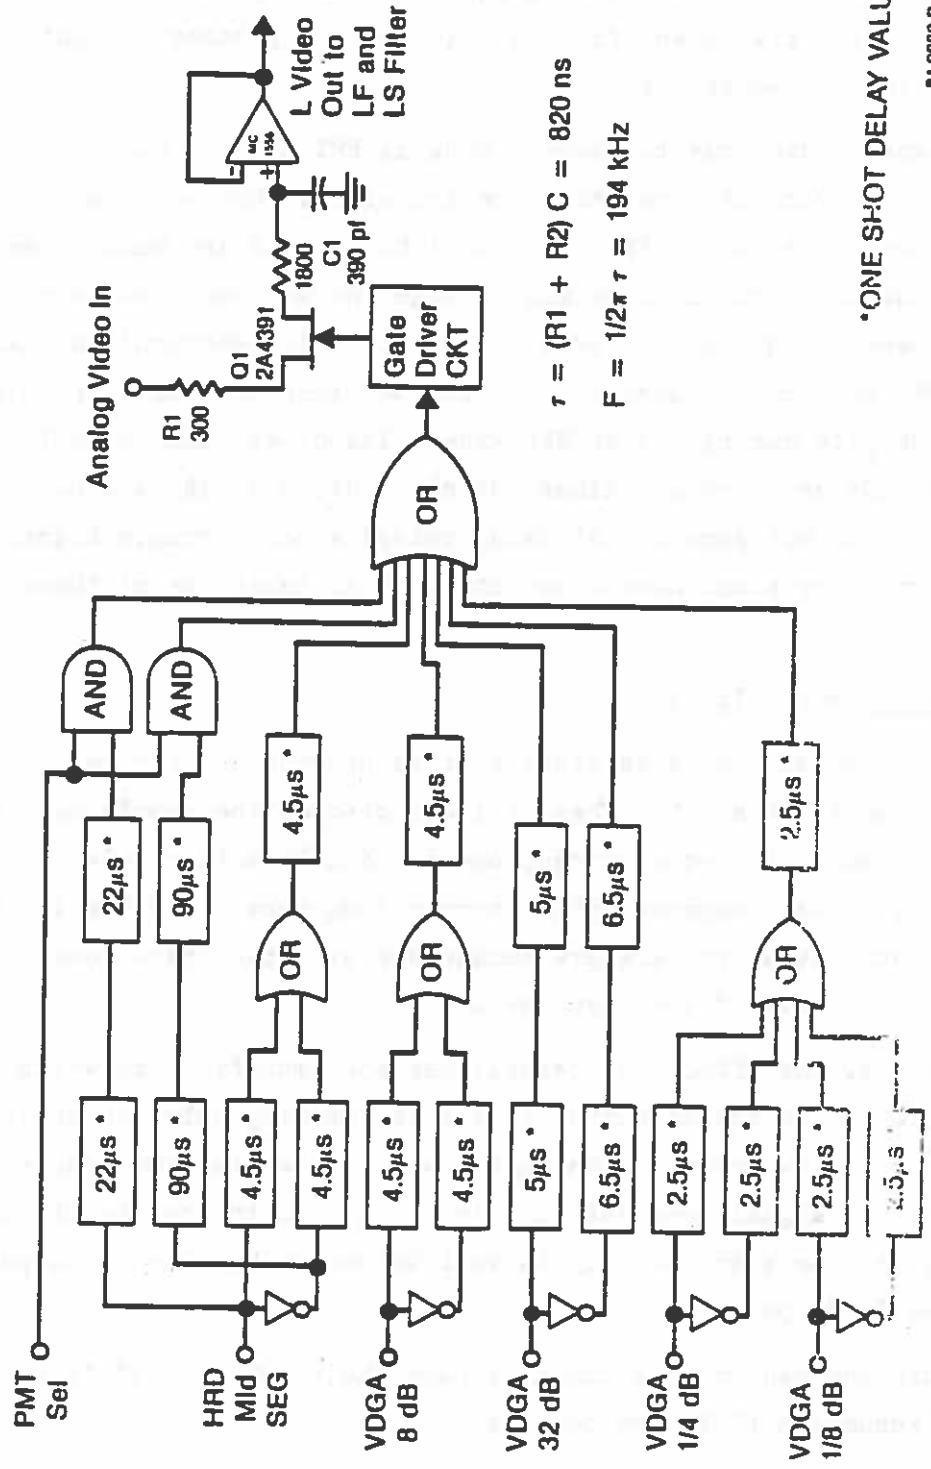 PMT
Sel
HRD
Mid
SEG
VDGA
8 dB
VDGA
32 dB
VDGA
1/4 dB
VDGA
1/8 dB
22μs*
90μs*
4.5μs*
4.5μs*
4.5μs*
4.5μs*
5μs*
6.5μs*
2.5μs*
2.5μs*
2.5μs*
2.5μs*
22μs*
90μs*
OR
OR
5μs*
6.5μs*
OR
AND
AND
4.5μs*
4.5μs*
2.5μs*
OR
Analog Video In
R1
300
Q1
2A4391
Gate
Driver
CKT
1800
C1
390 pf
MC
1556
-
+
L Video
Out to
LF and
LS Filter
τ = (R1 + R2) C = 820 ns
F = 1/2π τ = 194 kHz
*ONE SHOT DELAY VALU